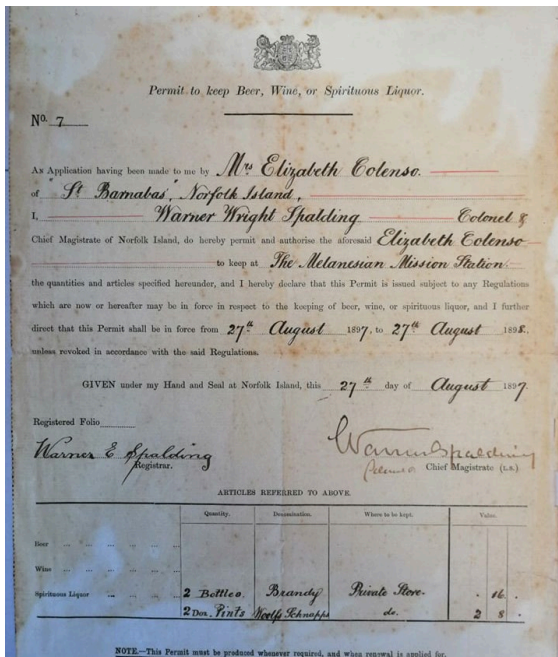 Permit to keep Beer, Wine, or Spirituous Liquor.
No. 7
AN Application having been made to me by Mrs Elizabeth Colenso.
of "St Barnabas", Norfolk Island,
I, Warner Wright Spalding Colonel &
Chief Magistrate of Norfolk Island, do hereby permit and authorise the aforesaid Elizabeth Colenso
to keep at The Melanesian Mission Station.
the quantities and articles specified hereunder, and I hereby declare that this Permit is issued subject to any Regulations
which are now or hereafter may be in force in respect to the keeping of beer, wine, or spirituous liquor, and I further
direct that this Permit shall be in force from 27th August 1897, to 27th August 1898,
unless revoked in accordance with the said Regulations.
GIVEN under my Hand and Seal at Norfolk Island, this 27th day of August 1897.
Registered Folio
Warner E Spalding
Registrar.
Warner Spalding
Colonel Chief Magistrate (L.S.)
ARTICLES REFERRED TO ABOVE.
Quantity. Denomination. Where to be kept. Value.
Beer
Wine
Spirituous Liquor 2 Bottles Brandy Private Store. . 16 .
2 Doz. Pints Woolfs Schnapps do. 2 8 .
NOTE.—This Permit must be produced whenever required, and when renewal is applied for.